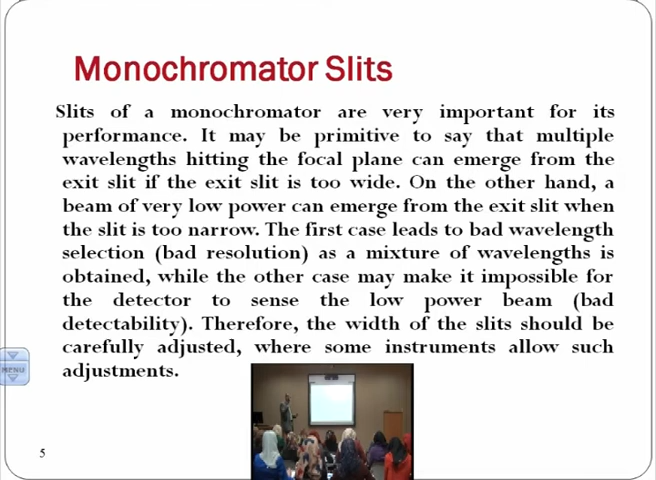 Monochromator Slits
Slits of a monochromator are very important for its
performance. It may be primitive to say that multiple
wavelengths hitting the focal plane can emerge from the
exit slit if the exit slit is too wide. On the other hand, a
beam of very low power can emerge from the exit slit when
the slit is too narrow. The first case leads to bad wavelength
selection (bad resolution) as a mixture of wavelengths is
obtained, while the other case may make it impossible for
the detector to sense the low power beam (bad
detectability). Therefore, the width of the slits should be
carefully adjusted, where some instruments allow such
adjustments.
MENU
5